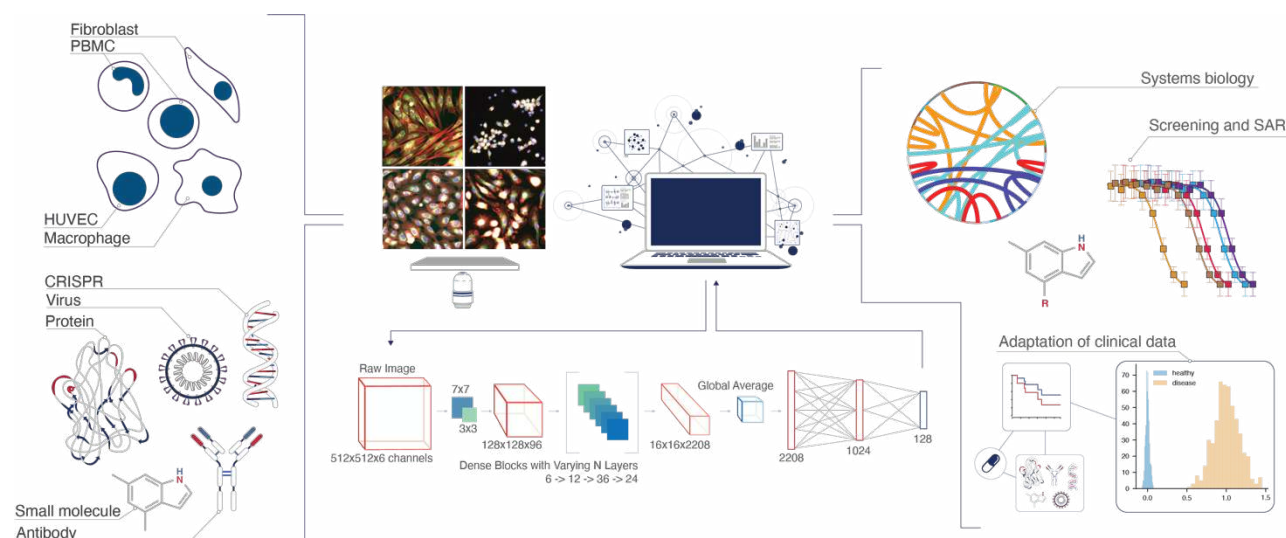 Fibroblast
PBMC
HUVEC
Macrophage
CRISPR
Virus
Protein
Small molecule
Antibody
H
N
Raw Image
512x512x6 channels
7x7
3x3
128x128x96
Dense Blocks with Varying N Layers
6 -> 12 -> 36 -> 24
16x16x2208
Global Average
2208
1024
128
Systems biology
Screening and SAR
H
N
R
Adaptation of clinical data
healthy
disease
70
60
50
40
30
20
10
0
0.0
0.5
1.0
1.5